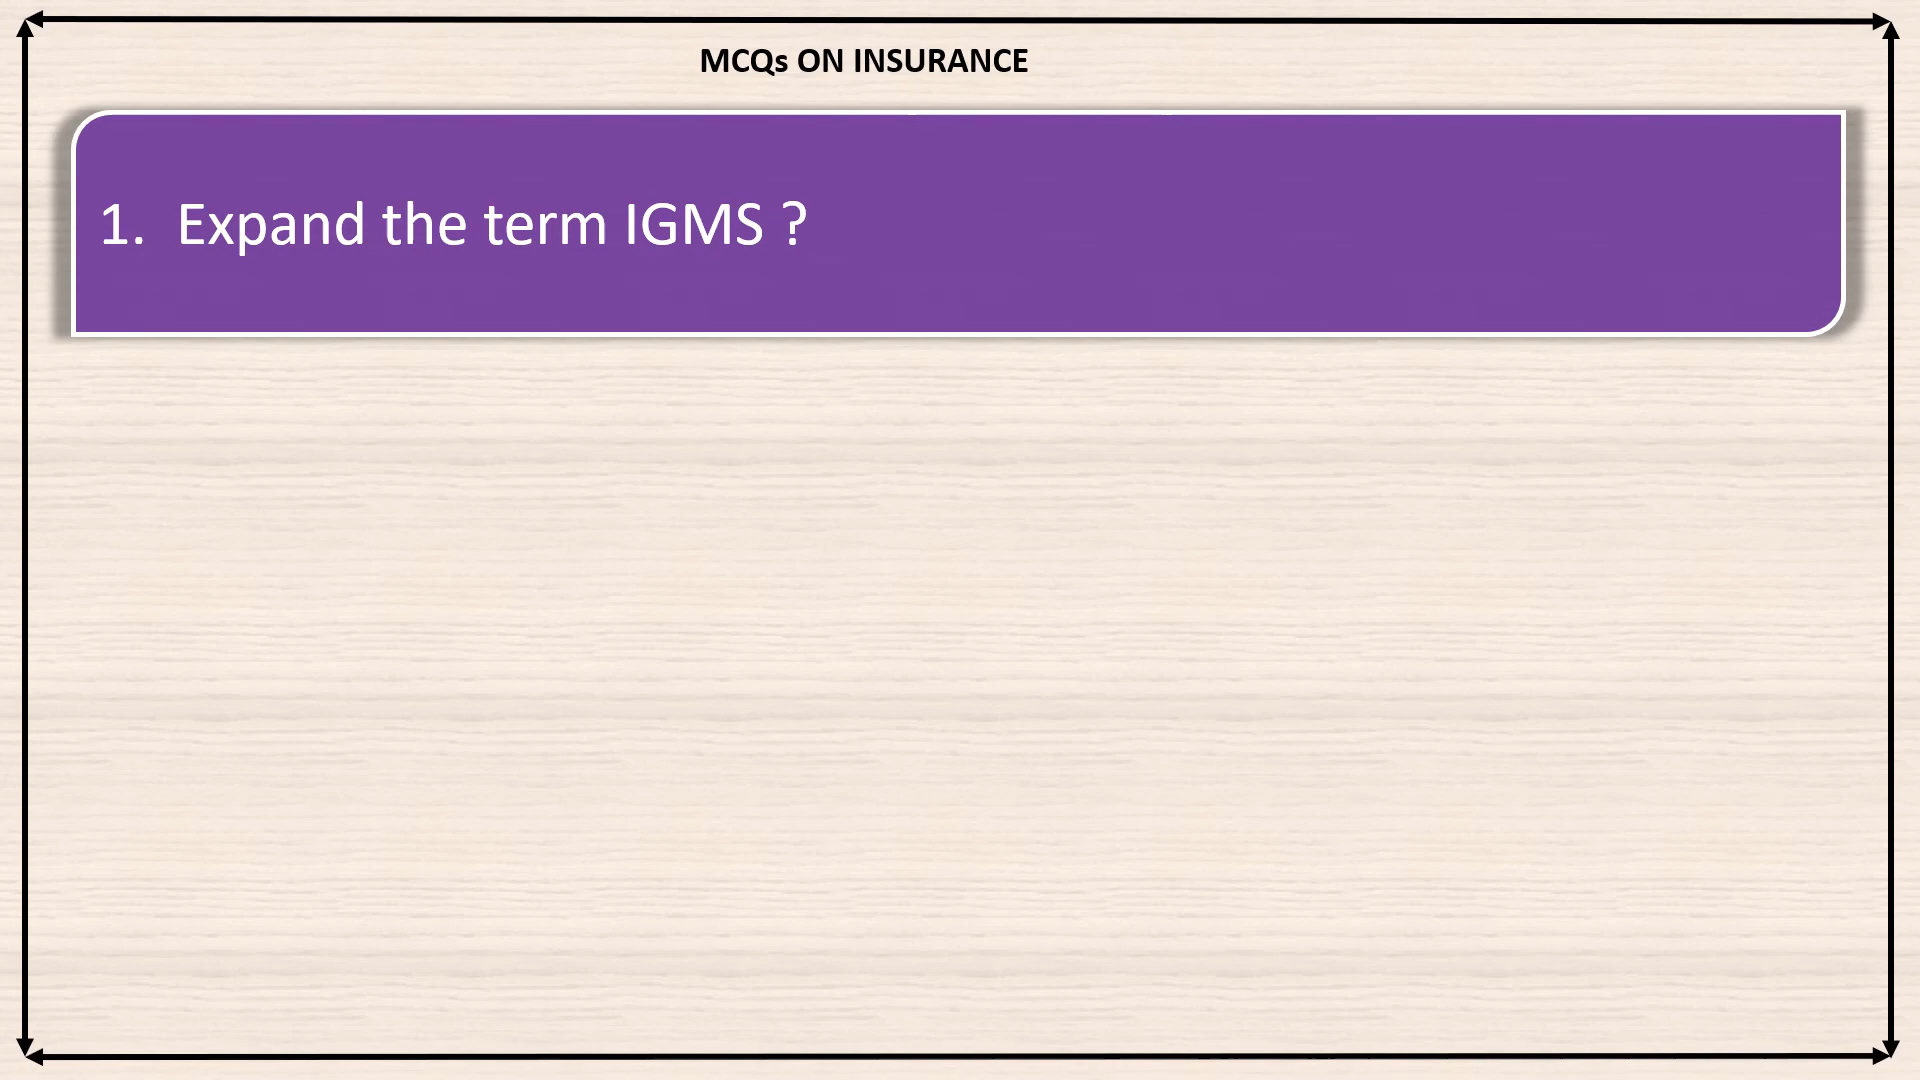 MCQs ON INSURANCE
1. Expand the term IGMS ?